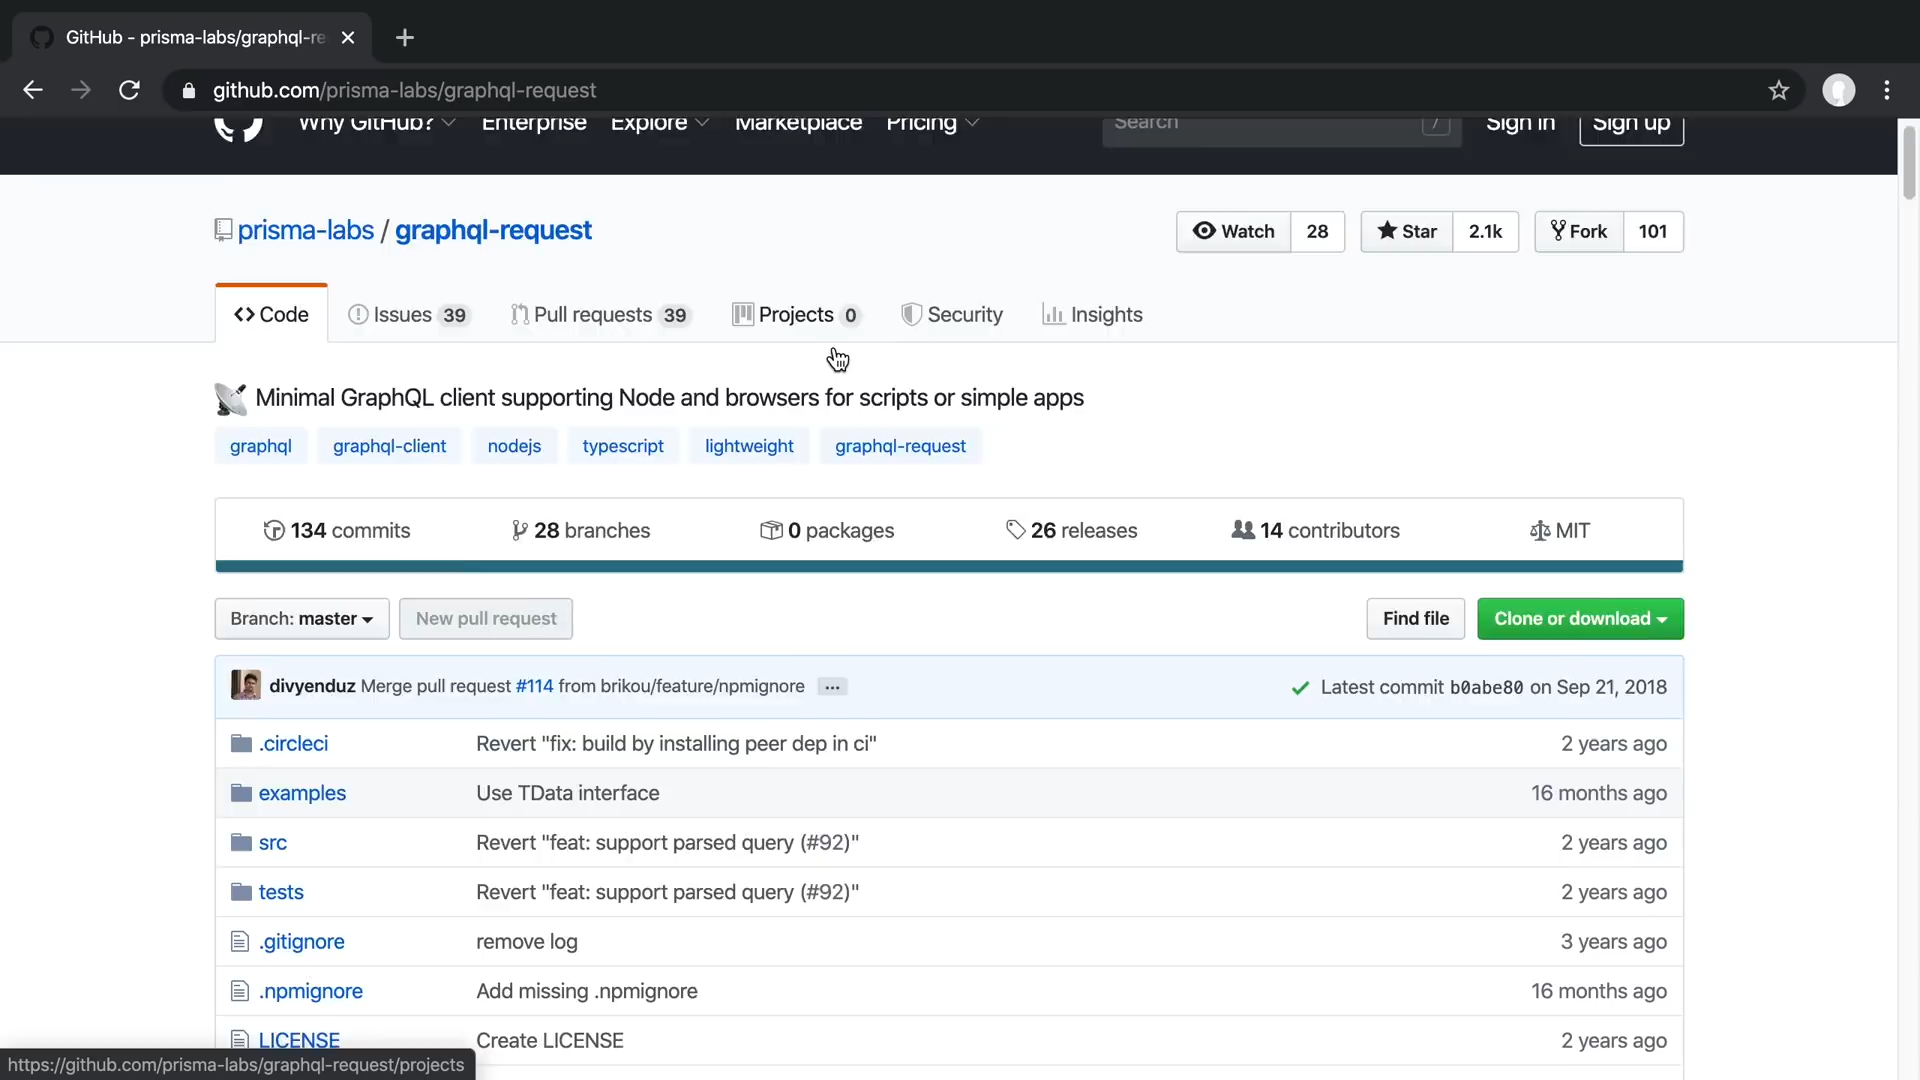 GitHub - prisma-labs/graphql-re
github.com/prisma-labs/graphql-request
Why GitHub? Enterprise Explore Marketplace Pricing Search / Sign in Sign up
prisma-labs / graphql-request Watch 28 Star 2.1k Fork 101
Code Issues 39 Pull requests 39 Projects 0 Security Insights
Minimal GraphQL client supporting Node and browsers for scripts or simple apps
graphql graphql-client nodejs typescript lightweight graphql-request
134 commits 28 branches 0 packages 26 releases 14 contributors MIT
Branch: master New pull request Find file Clone or download
divyenduz Merge pull request #114 from brikou/feature/npmignore ... Latest commit b0abe80 on Sep 21, 2018
.circleci Revert "fix: build by installing peer dep in ci" 2 years ago
examples Use TData interface 16 months ago
src Revert "feat: support parsed query (#92)" 2 years ago
tests Revert "feat: support parsed query (#92)" 2 years ago
.gitignore remove log 3 years ago
.npmignore Add missing .npmignore 16 months ago
LICENSE Create LICENSE 2 years ago
https://github.com/prisma-labs/graphql-request/projects